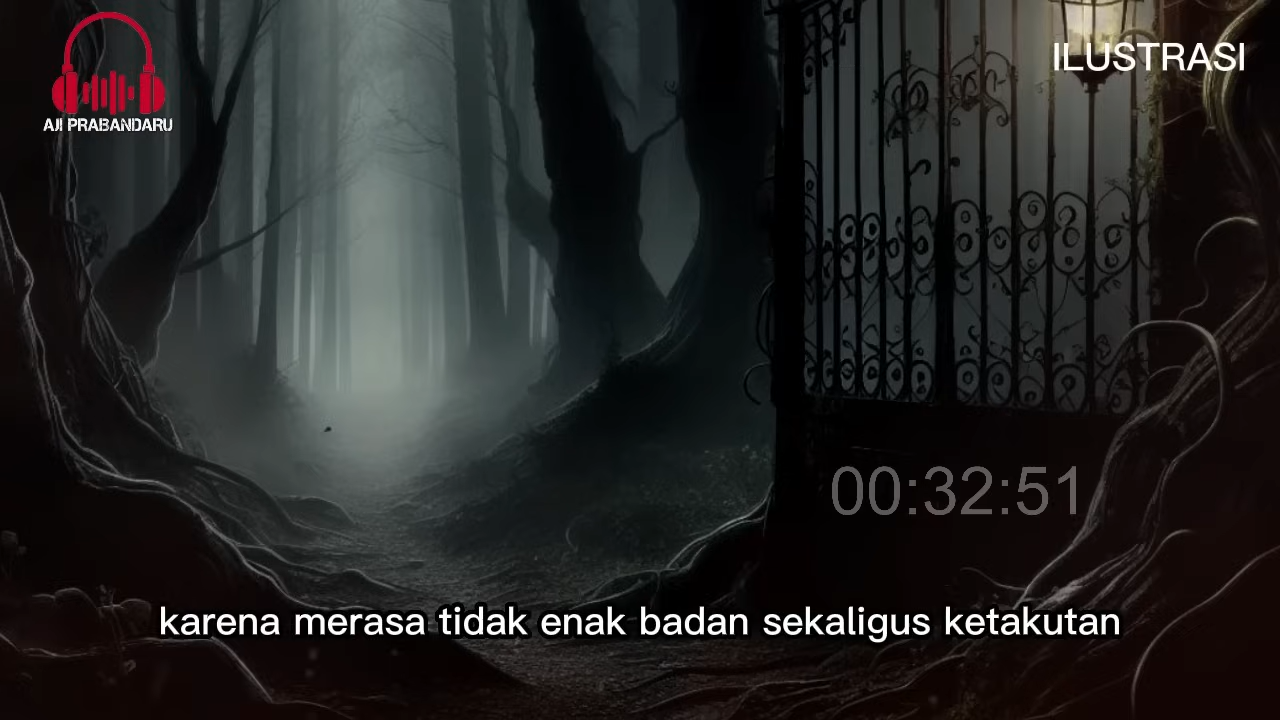 AJI PRABANDARU
ILUSTRASI
00:32:51
karena merasa tidak enak badan sekaligus ketakutan